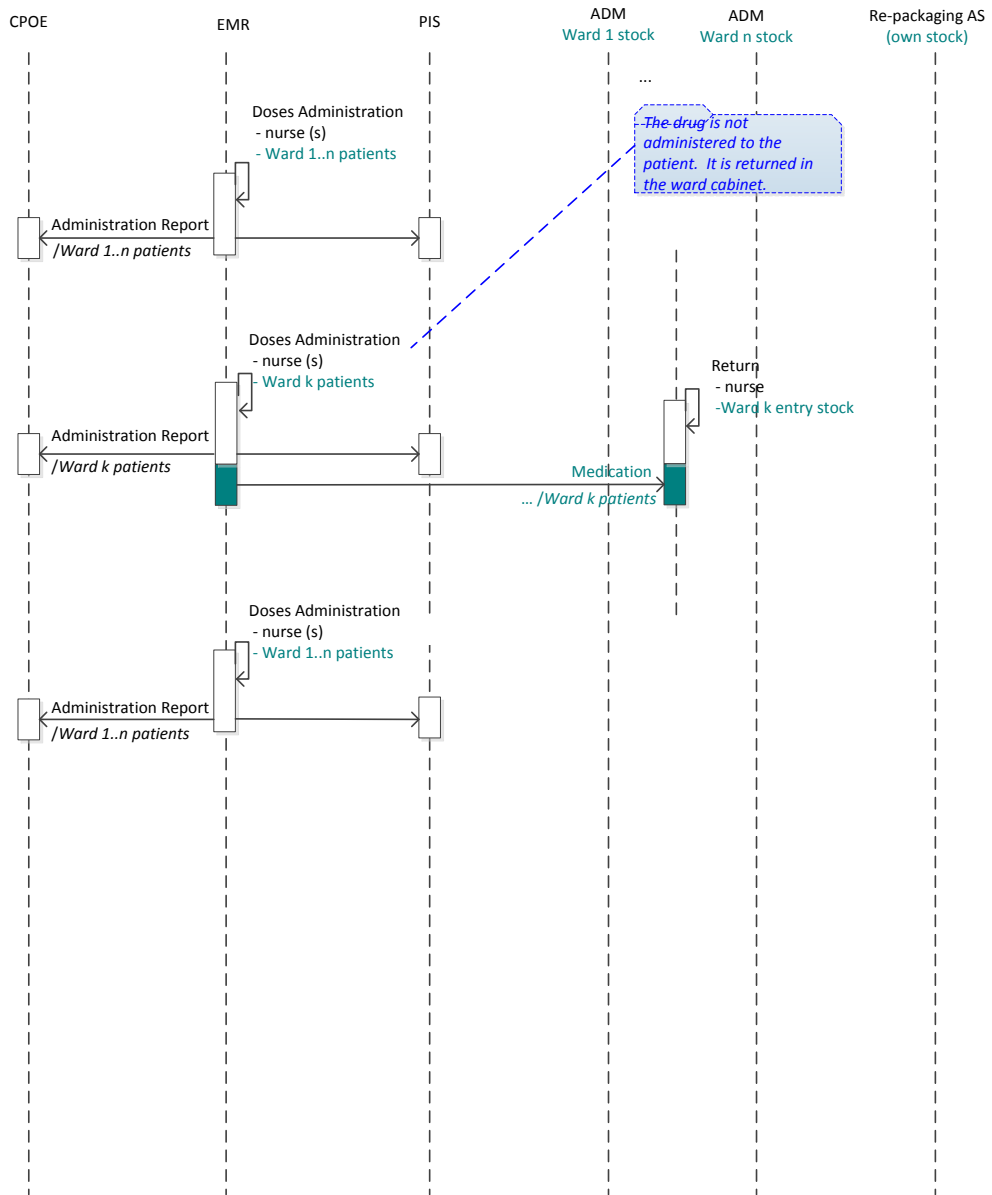 CPOE
EMR
PIS
ADM
Ward 1 stock
ADM
Ward n stock
Re-packaging AS
(own stock)
...
Doses Administration
- nurse (s)
- Ward 1..n patients
The drug is not
administered to the
patient. It is returned in
the ward cabinet.
Administration Report
/Ward 1..n patients
Doses Administration
- nurse (s)
- Ward k patients
Return
- nurse
-Ward k entry stock
Administration Report
/Ward k patients
Medication
... /Ward k patients
Doses Administration
- nurse (s)
- Ward 1..n patients
Administration Report
/Ward 1..n patients